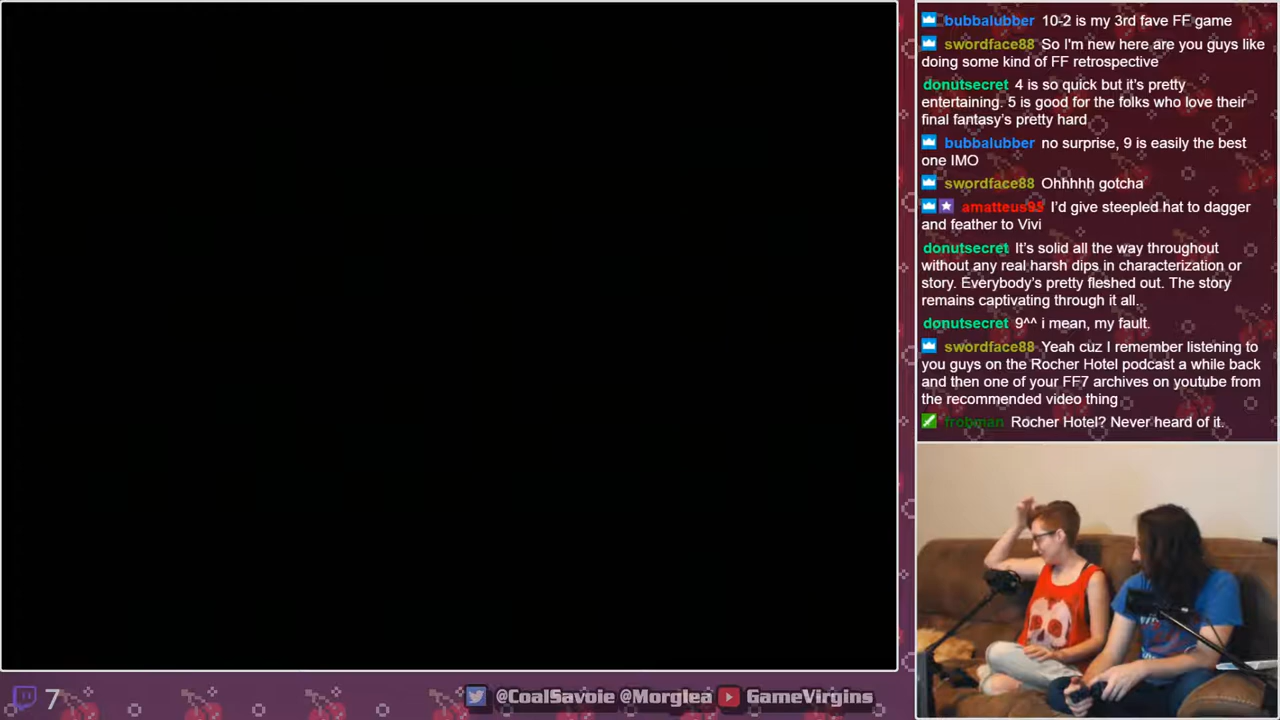 bubbalubber 10-2 is my 3rd fave FF game
swordface88 So I'm new here are you guys like
doing some kind of FF retrospective
donutsecret 4 is so quick but it's pretty
entertaining. 5 is good for the folks who love their
final fantasy's pretty hard
bubbalubber no surprise, 9 is easily the best
one IMO
swordface88 Ohhhhh gotcha
amatteus93 I'd give steepled hat to dagger
and feather to Vivi
donutsecret It's solid all the way throughout
without any real harsh dips in characterization or
story. Everybody's pretty fleshed out. The story
remains captivating through it all.
donutsecret 9^^ i mean, my fault.
swordface88 Yeah cuz I remember listening to
you guys on the Rocher Hotel podcast a while back
and then one of your FF7 archives on youtube from
the recommended video thing
frobman Rocher Hotel? Never heard of it.
7
@CoalSavoie @Morglea
GameVirgins